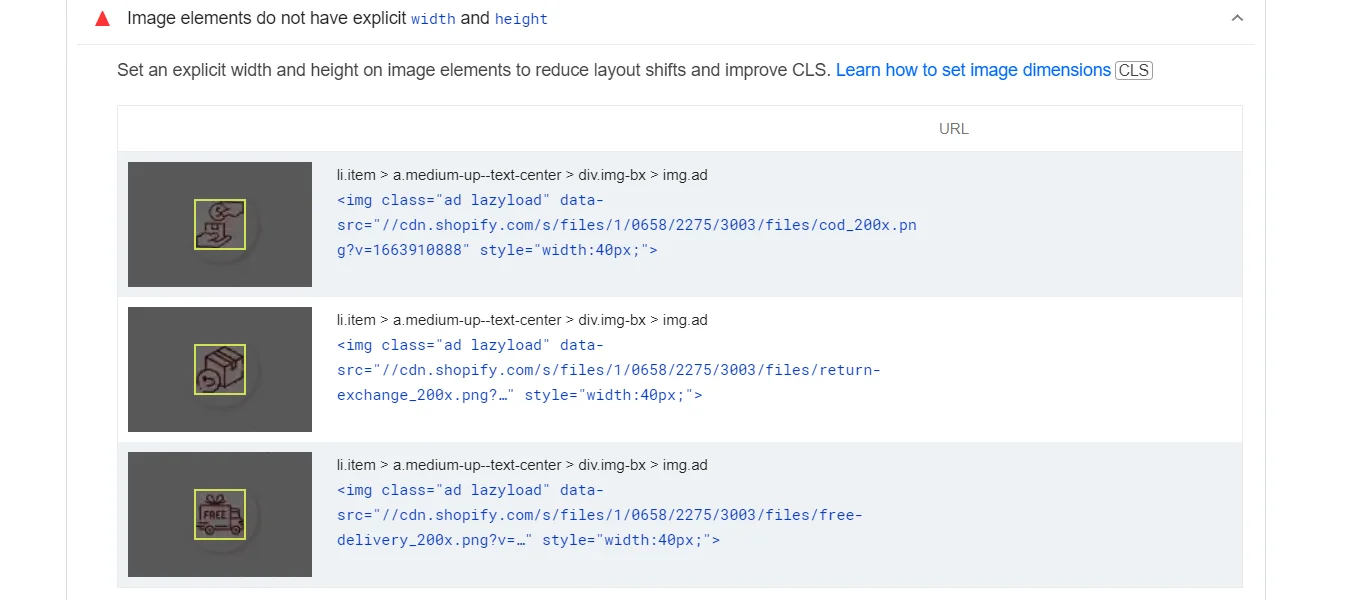 Image elements do not have explicit width and height
Set an explicit width and height on image elements to reduce layout shifts and improve CLS. Learn how to set image dimensions CLS
URL
li.item > a.medium-up--text-center > div.img-bx > img.ad
<img class="ad lazyload" data-
src="//cdn.shopify.com/s/files/1/0658/2275/3003/files/cod_200x.pn
g?v=1663910888" style="width:40px;">
li.item > a.medium-up--text-center > div.img-bx > img.ad
<img class="ad lazyload" data-
src="//cdn.shopify.com/s/files/1/0658/2275/3003/files/return-
exchange_200x.png?…" style="width:40px;">
FREE
li.item > a.medium-up--text-center > div.img-bx > img.ad
<img class="ad lazyload" data-
src="//cdn.shopify.com/s/files/1/0658/2275/3003/files/free-
delivery_200x.png?v=…" style="width:40px;">